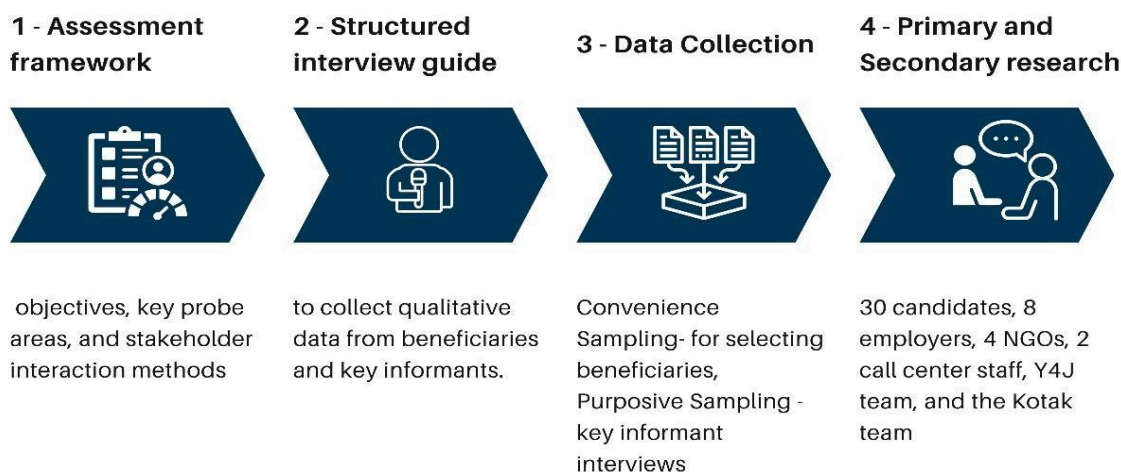 1 - Assessment
framework
2 - Structured
interview guide
3 - Data Collection
4 - Primary and
Secondary research
objectives, key probe
areas, and stakeholder
interaction methods
to collect qualitative
data from beneficiaries
and key informants.
Convenience
Sampling- for selecting
beneficiaries,
Purposive Sampling -
key informant
interviews
30 candidates, 8
employers, 4 NGOs, 2
call center staff, Y4J
team, and the Kotak
team